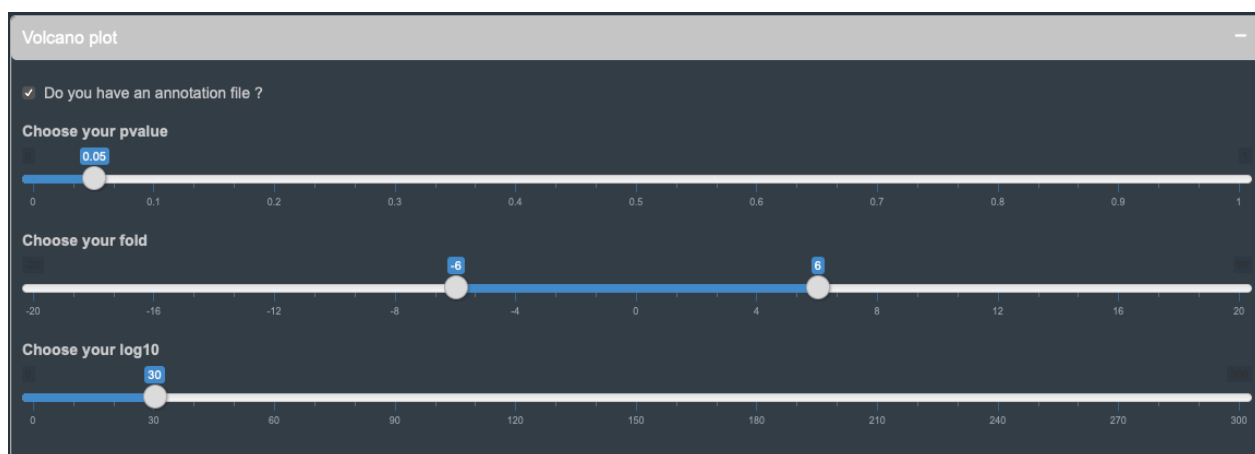 Volcano plot
Do you have an annotation file ?
Choose your pvalue
0.05
0 0.1 0.2 0.3 0.4 0.5 0.6 0.7 0.8 0.9 1
Choose your fold
-6 6
-20 -16 -12 -8 -4 0 4 8 12 16 20
Choose your log10
30
0 30 60 90 120 150 180 210 240 270 300